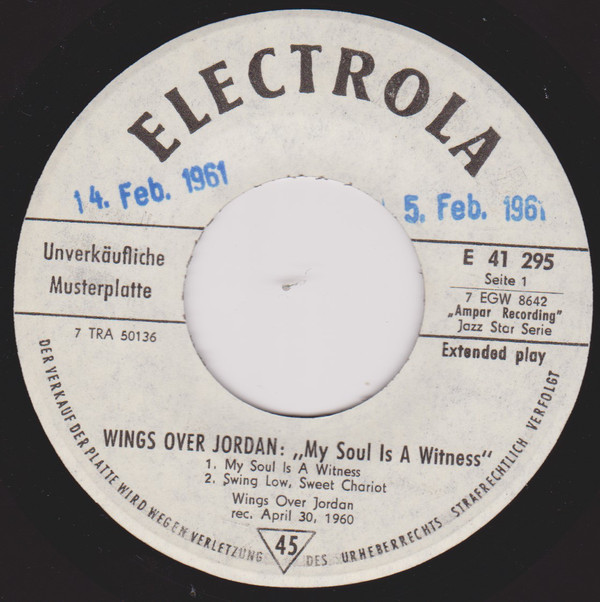 ELECTROLA
14. Feb. 1961
5. Feb. 1961
Unverkäufliche
Musterplatte
7 TRA 50136
E 41 295
Seite 1
7 EGW 8642
„Ampar Recording"
Jazz Star Serie
Extended play
WINGS OVER JORDAN: „My Soul Is A Witness"
1. My Soul Is A Witness
2. Swing Low, Sweet Chariot
Wings Over Jordan
rec. April 30, 1960
45
DER VERKAUF DER PLATTE WIRD WEGEN VERLETZUNG DES URHEBERRECHTS STRAFRECHTLICH VERFOLGT